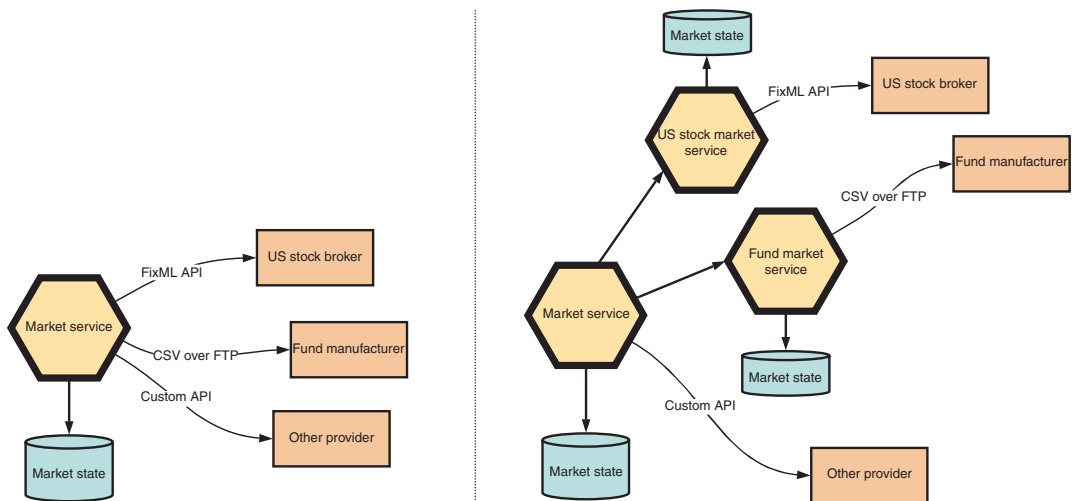 US stock broker
FixML API
Market service
CSV over FTP
Fund manufacturer
Custom API
Other provider
Market state
Market state
FixML API
US stock broker
US stock market
service
Fund manufacturer
CSV over FTP
Fund market
service
Market service
Market state
Custom API
Market state
Other provider